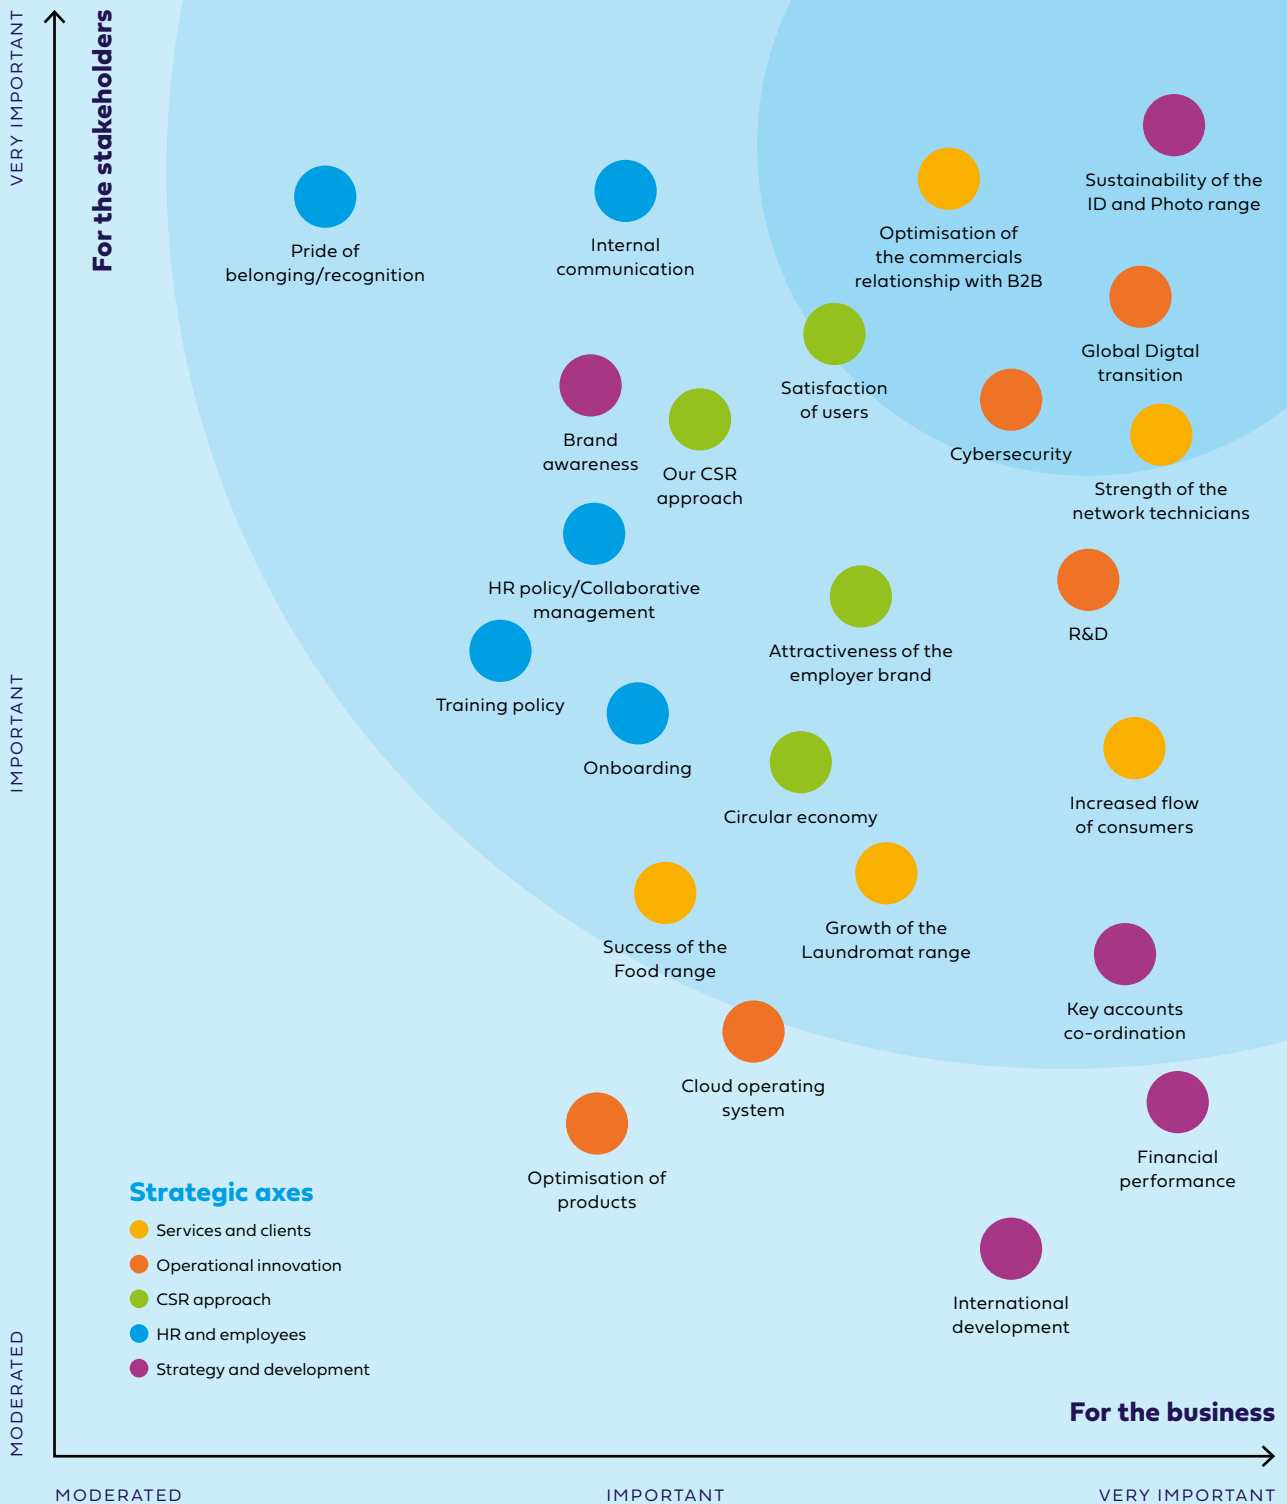 VERY IMPORTANT
For the stakeholders
Sustainability of the
ID and Photo range
Optimisation of
the commercials
relationship with B2B
Pride of
belonging/recognition
Internal
communication
Global Digtal
transition
Satisfaction
of users
Brand
awareness
Our CSR
approach
Cybersecurity
Strength of the
network technicians
HR policy/Collaborative
management
Attractiveness of the
employer brand
R&D
Training policy
IMPORTANT
Onboarding
Circular economy
Increased flow
of consumers
Success of the
Food range
Growth of the
Laundromat range
Key accounts
co-ordination
Cloud operating
system
Optimisation of
products
Financial
performance
International
development
Strategic axes
Services and clients
Operational innovation
CSR approach
HR and employees
Strategy and development
MODERATED
For the business
MODERATED
IMPORTANT
VERY IMPORTANT